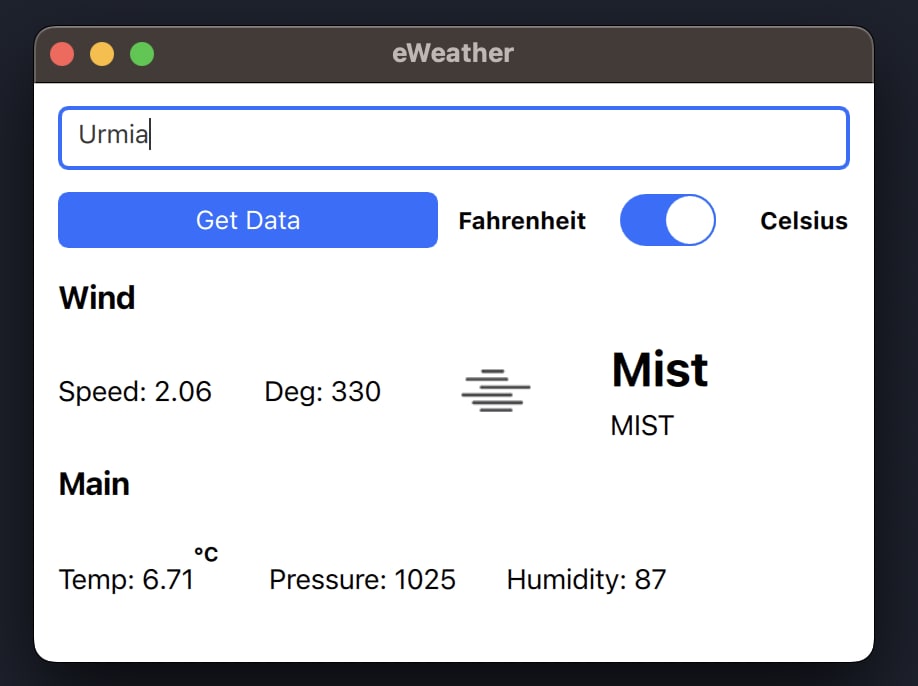 eWeather
Urmia
Get Data Fahrenheit Celsius
Wind
Speed: 2.06 Deg: 330 Mist
MIST
Main
Temp: 6.71 °C Pressure: 1025 Humidity: 87